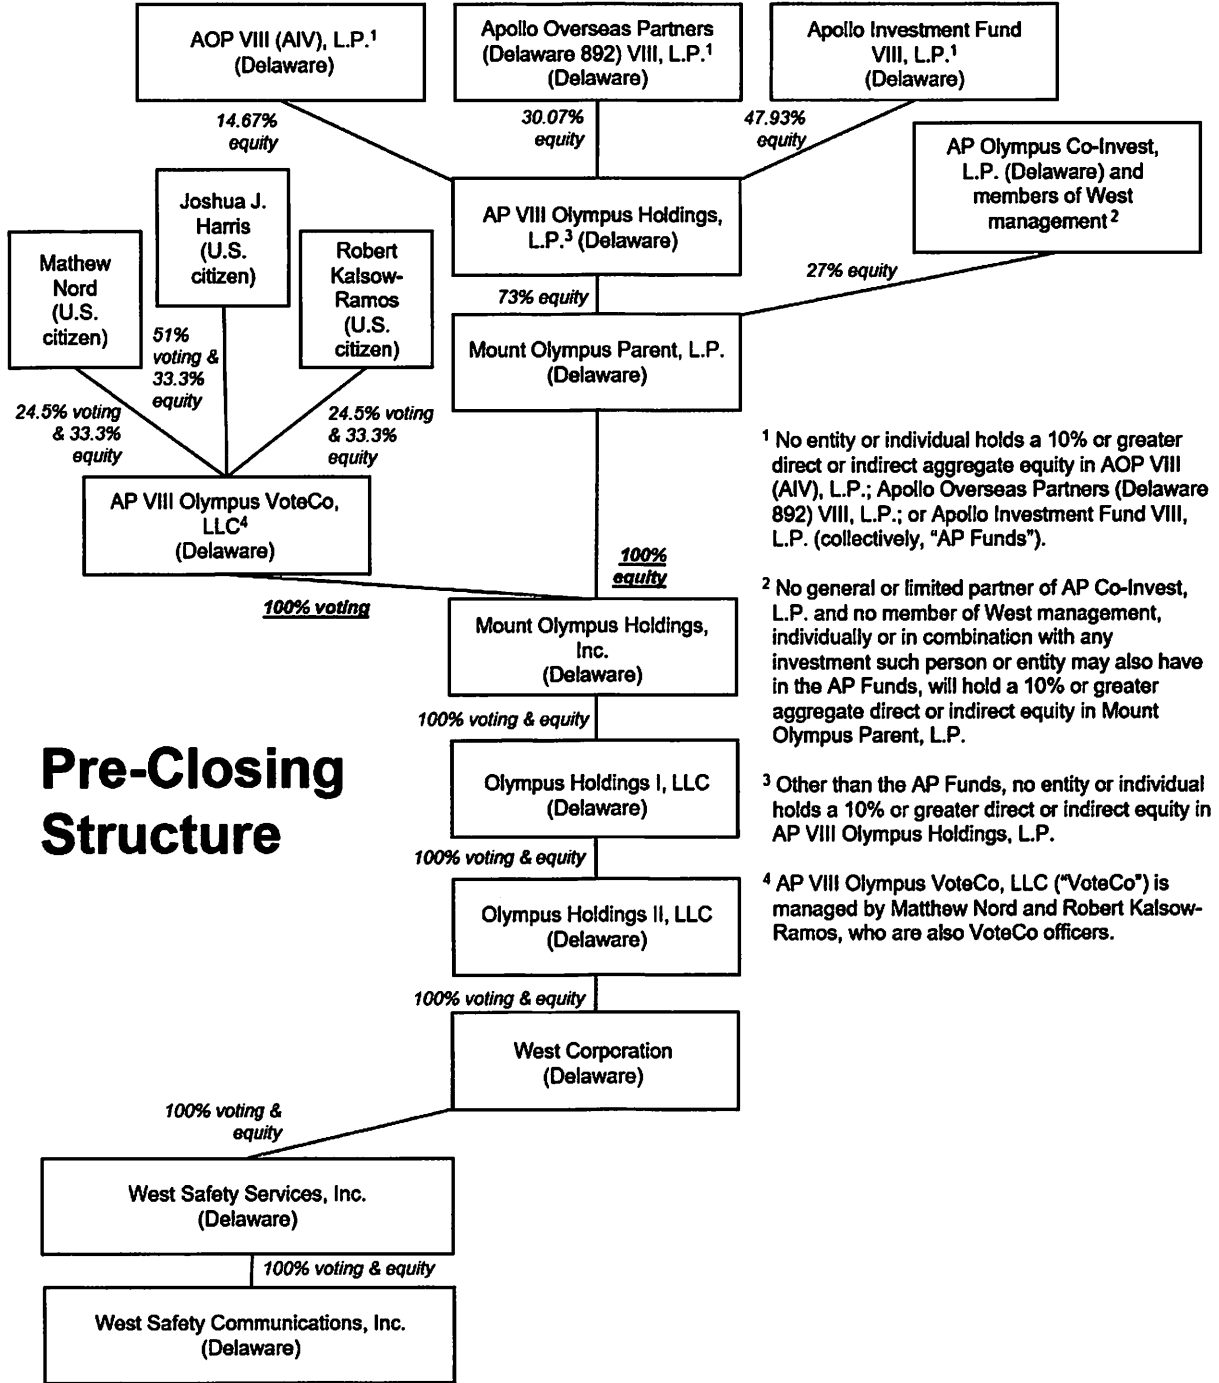 AOP VIII (AIV), L.P.¹
(Delaware)
Apollo Overseas Partners
(Delaware 892) VIII, L.P.¹
(Delaware)
Apollo Investment Fund
VIII, L.P.¹
(Delaware)
14.67%
equity
30.07%
equity
47.93%
equity
AP Olympus Co-Invest,
L.P. (Delaware) and
members of West
management ²
Joshua J.
Harris
(U.S.
citizen)
AP VIII Olympus Holdings,
L.P.³ (Delaware)
Mathew
Nord
(U.S.
citizen)
Robert
Kalsow-
Ramos
(U.S.
citizen)
27% equity
73% equity
51%
voting &
33.3%
equity
Mount Olympus Parent, L.P.
(Delaware)
24.5% voting
& 33.3%
equity
24.5% voting
& 33.3%
equity
AP VIII Olympus VoteCo,
LLC⁴
(Delaware)
100%
equity
100% voting
Mount Olympus Holdings,
Inc.
(Delaware)
100% voting & equity
Olympus Holdings I, LLC
(Delaware)
100% voting & equity
Olympus Holdings II, LLC
(Delaware)
100% voting & equity
West Corporation
(Delaware)
100% voting &
equity
West Safety Services, Inc.
(Delaware)
100% voting & equity
West Safety Communications, Inc.
(Delaware)
Pre-Closing
Structure
¹ No entity or individual holds a 10% or greater
direct or indirect aggregate equity in AOP VIII
(AIV), L.P.; Apollo Overseas Partners (Delaware
892) VIII, L.P.; or Apollo Investment Fund VIII,
L.P. (collectively, "AP Funds").
² No general or limited partner of AP Co-Invest,
L.P. and no member of West management,
individually or in combination with any
investment such person or entity may also have
in the AP Funds, will hold a 10% or greater
aggregate direct or indirect equity in Mount
Olympus Parent, L.P.
³ Other than the AP Funds, no entity or individual
holds a 10% or greater direct or indirect equity in
AP VIII Olympus Holdings, L.P.
⁴ AP VIII Olympus VoteCo, LLC ("VoteCo") is
managed by Matthew Nord and Robert Kalsow-
Ramos, who are also VoteCo officers.